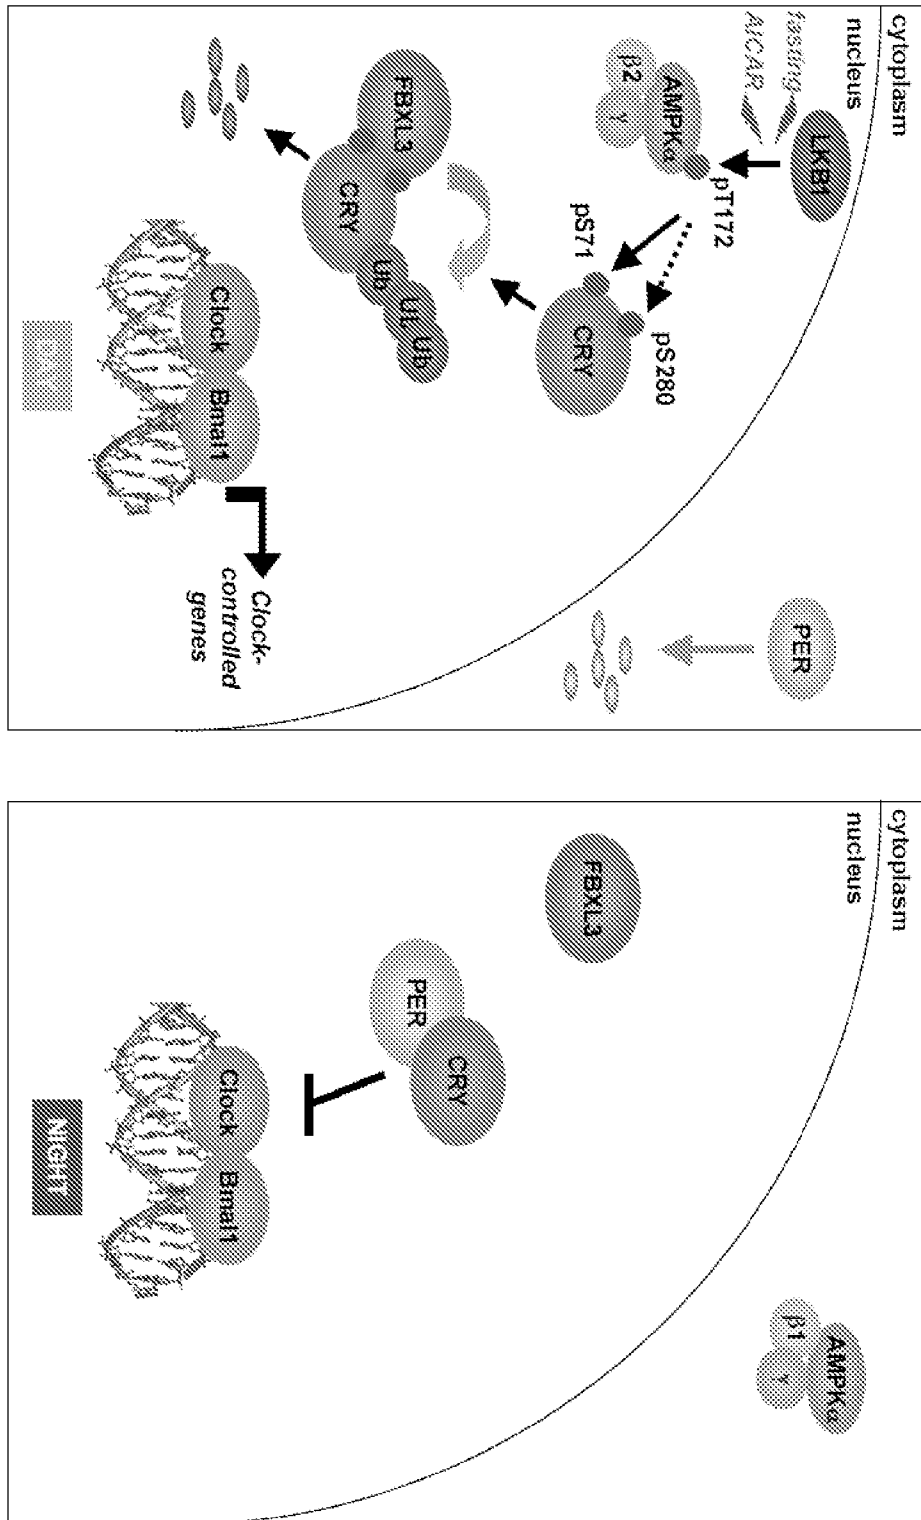 cytoplasm
nucleus
fasting
AICAR
LKB1
AMPKα
β2
γ
pT172
pS71
pS280
CRY
FBXL3
CRY
Ub
Ub
Clock
Bmal1
Clock-
controlled
genes
PER
cytoplasm
nucleus
FBXL3
PER
CRY
Clock
Bmal1
NIGHT
AMPKα
β1
γ